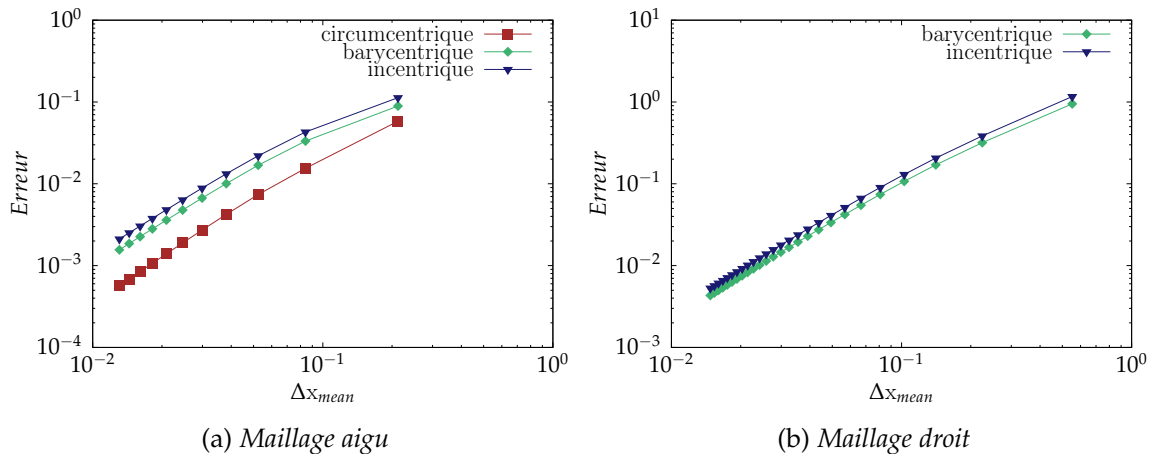 10^0
10^-1
10^-2
10^-3
10^-4
10^-2
10^-1
10^0
Erreur
Δx_mean
circumcentrique
barycentrique
incentrique
(a) Maillage aigu
10^1
10^0
10^-1
10^-2
10^-3
10^-2
10^-1
10^0
Erreur
Δx_mean
barycentrique
incentrique
(b) Maillage droit